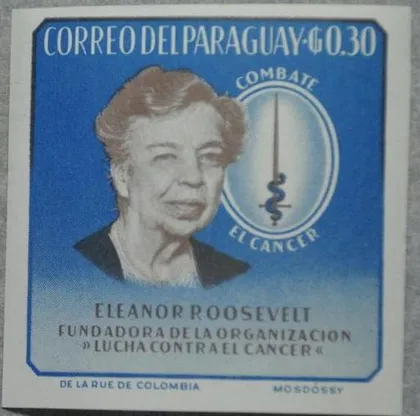 CORREO DEL PARAGUAY·₲0.30
COMBATE
EL CANCER
ELEANOR ROOSEVELT
FUNDADORA DE LA ORGANIZACION
»LUCHA CONTRA EL CANCER«
DE LA RUE DE COLOMBIA MOSDÓSSY